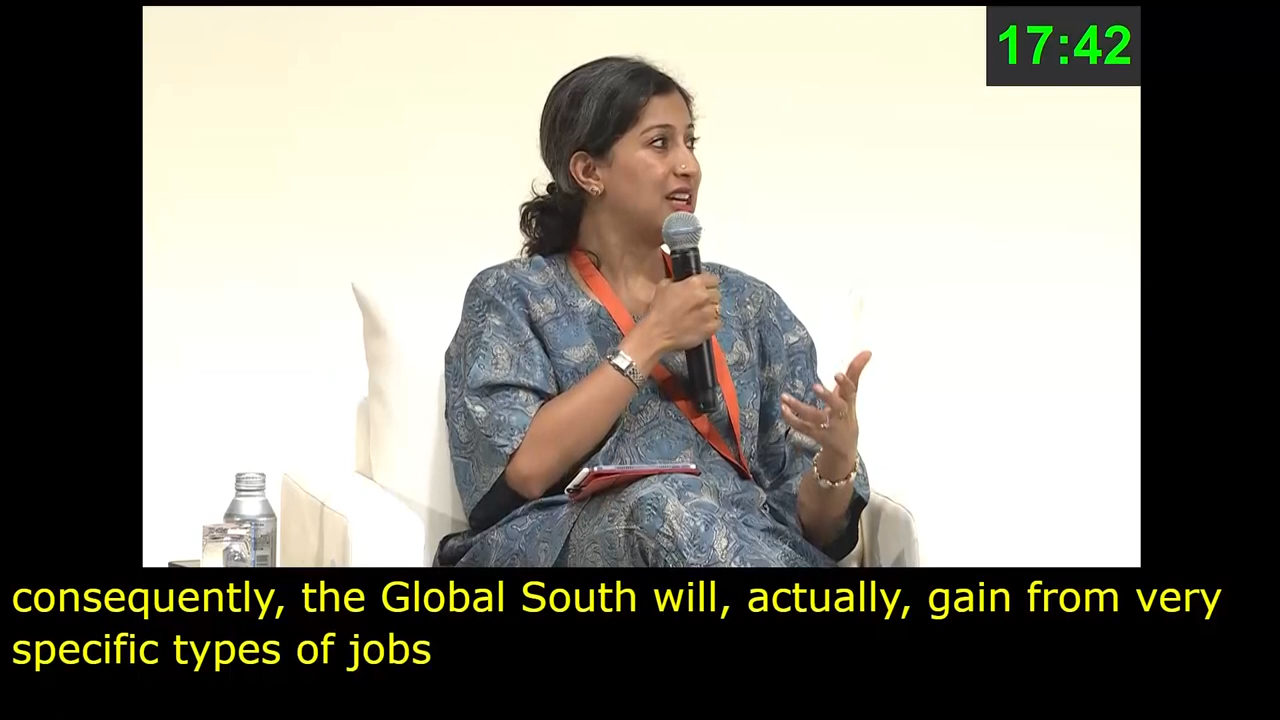 17:42
consequently, the Global South will, actually, gain from very
specific types of jobs